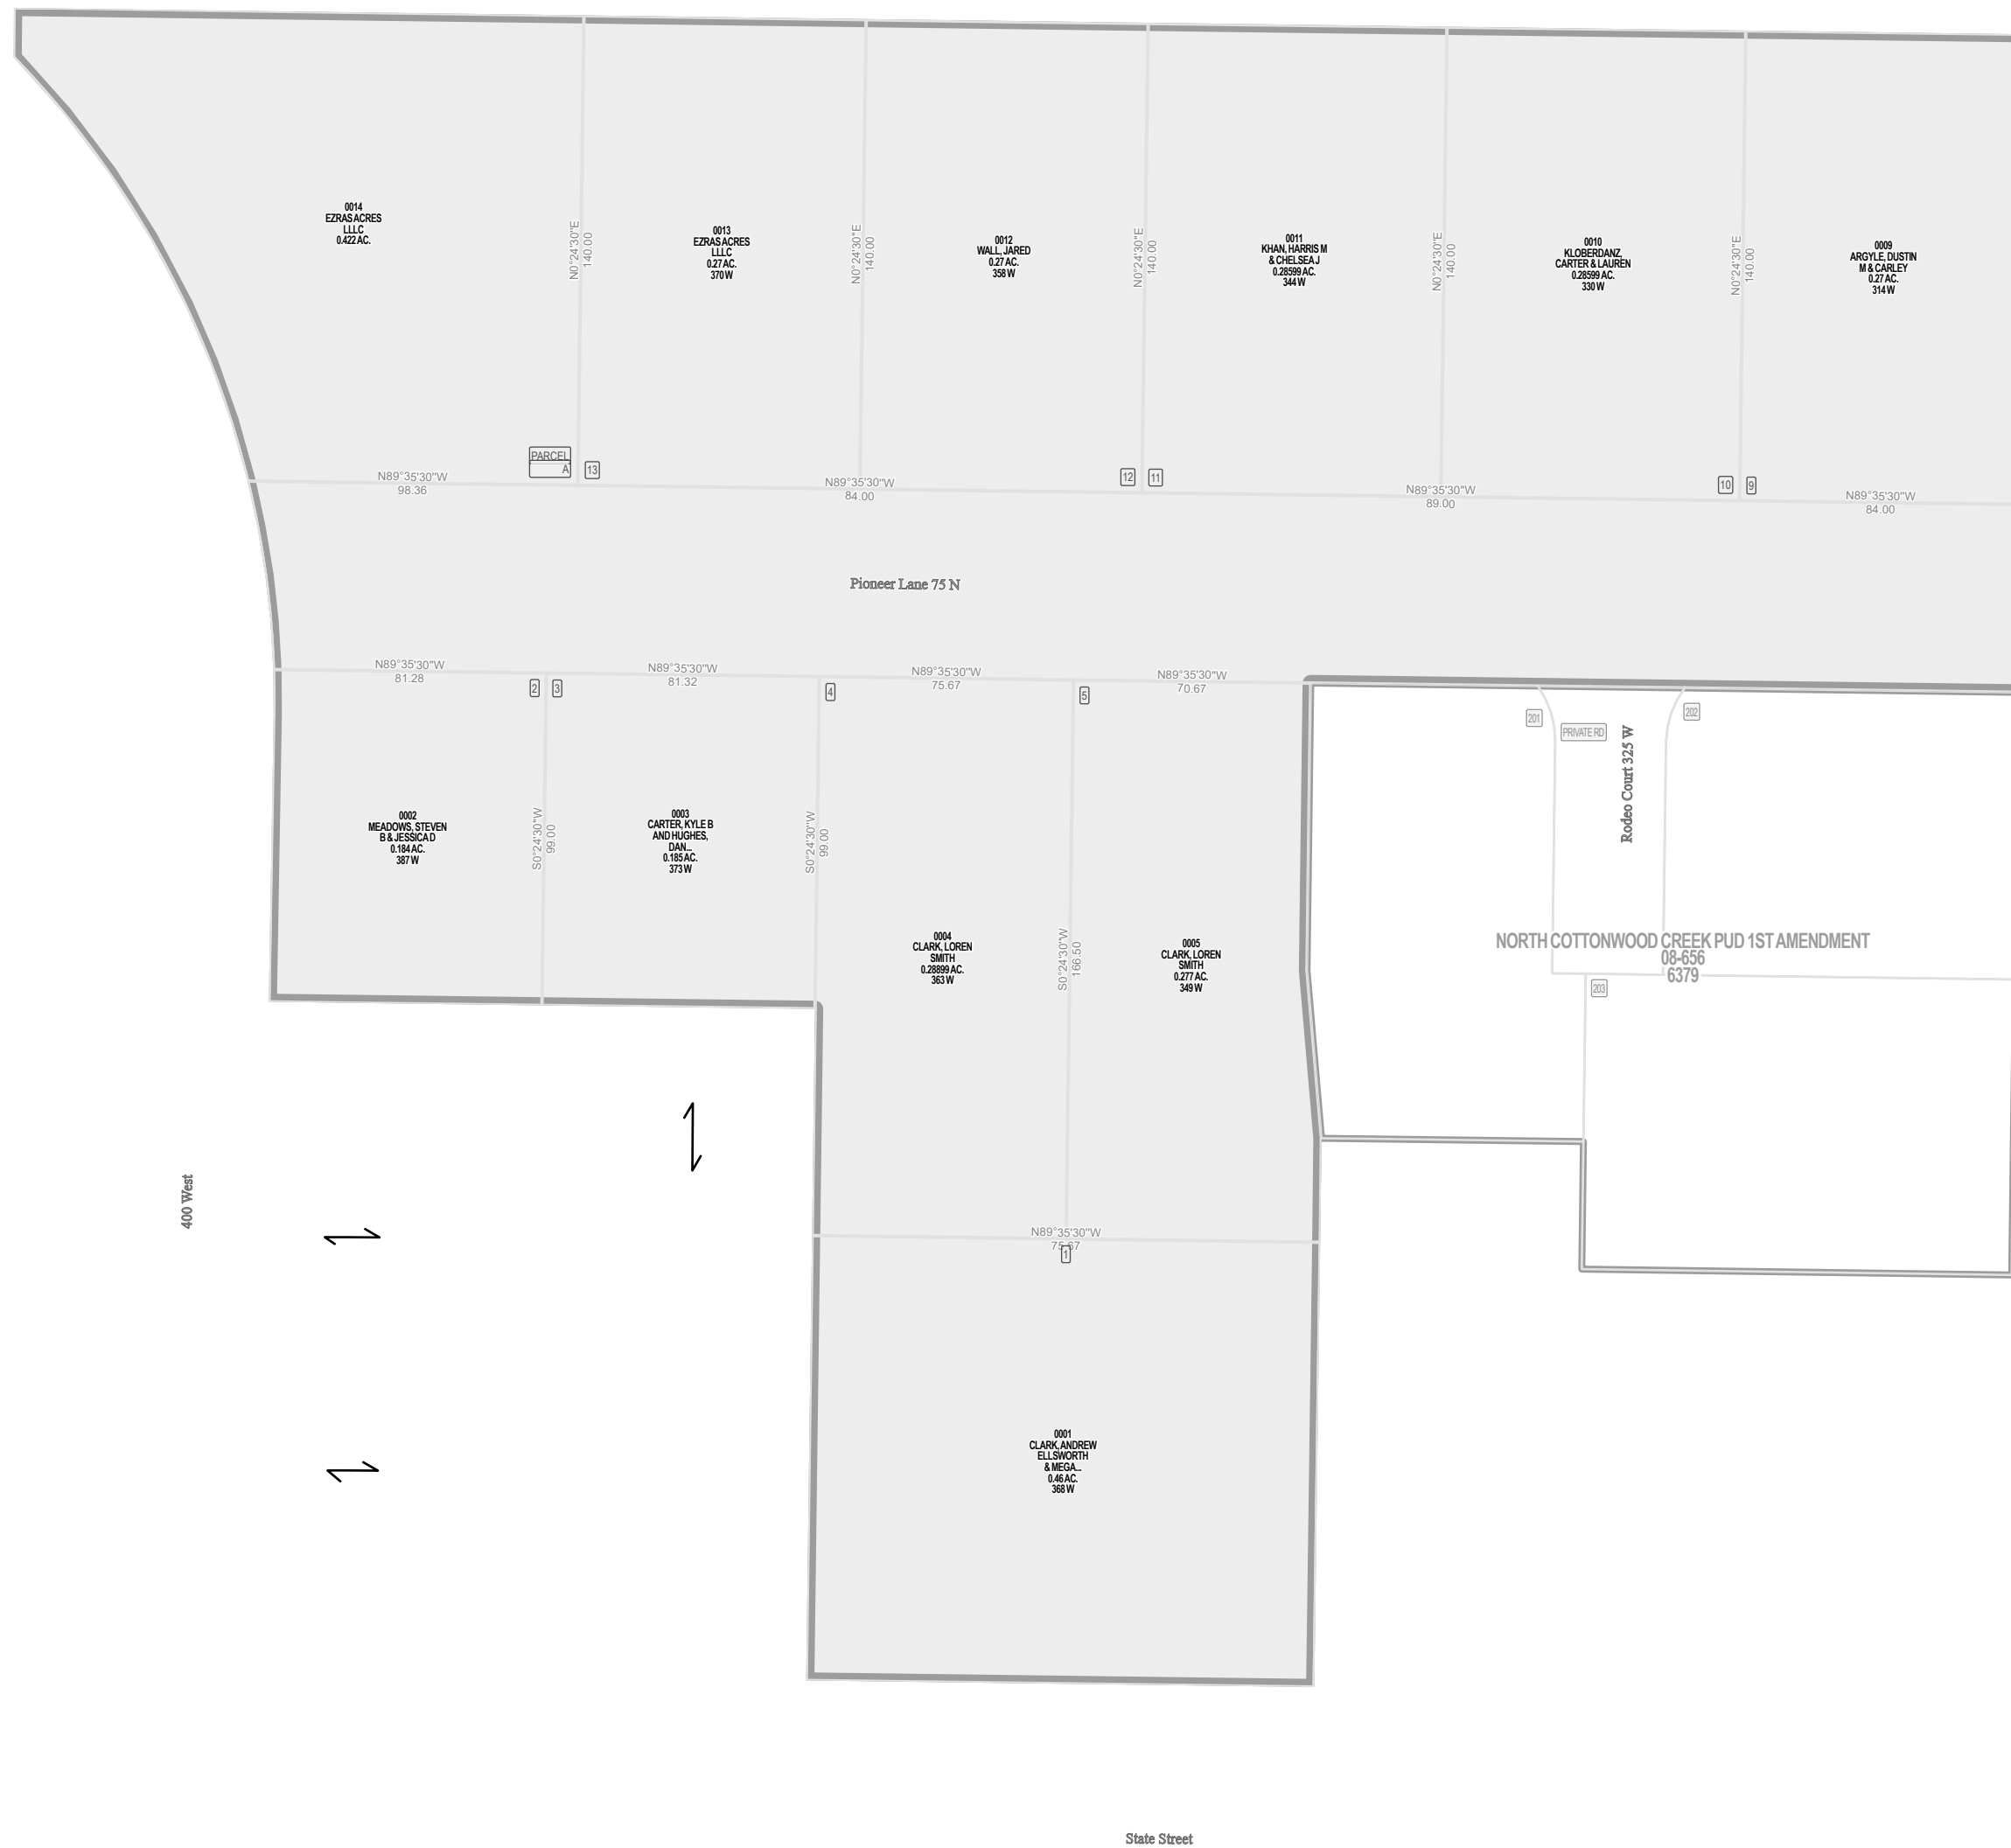 0014
EZRAS ACRES
LLLC
0.422 AC.
N0°24'30"E
140.00
0013
EZRAS ACRES
LLLC
0.27 AC.
370 W
N0°24'30"E
140.00
0012
WALL, JARED
0.27 AC.
358 W
N0°24'30"E
140.00
0011
KHAN, HARRIS M
& CHELSEA J
0.28599 AC.
344 W
N0°24'30"E
140.00
0010
KLOBERDANZ,
CARTER & LAUREN
0.28599 AC.
330 W
N0°24'30"E
140.00
0009
ARGYLE, DUSTIN
M & CARLEY
0.27 AC.
314 W
PARCEL
A
13
12
11
10
9
N89°35'30"W
98.36
N89°35'30"W
84.00
N89°35'30"W
89.00
N89°35'30"W
84.00
Pioneer Lane 75 N
N89°35'30"W
81.28
N89°35'30"W
81.32
N89°35'30"W
75.67
N89°35'30"W
70.67
2
3
4
5
201
PRIVATE RD
202
Rodeo Court 325 W
0002
MEADOWS, STEVEN
B & JESSICA D
0.184 AC.
387 W
S0°24'30"W
99.00
0003
CARTER, KYLE B
AND HUGHES,
DAN...
0.185 AC.
373 W
S0°24'30"W
99.00
0004
CLARK, LOREN
SMITH
0.28899 AC.
363 W
S0°24'30"W
166.50
0005
CLARK, LOREN
SMITH
0.277 AC.
349 W
NORTH COTTONWOOD CREEK PUD 1ST AMENDMENT
08-656
6379
203
400 West
N89°35'30"W
75.67
1
0001
CLARK, ANDREW
ELLSWORTH
& MEGA...
0.46 AC.
368 W
State Street